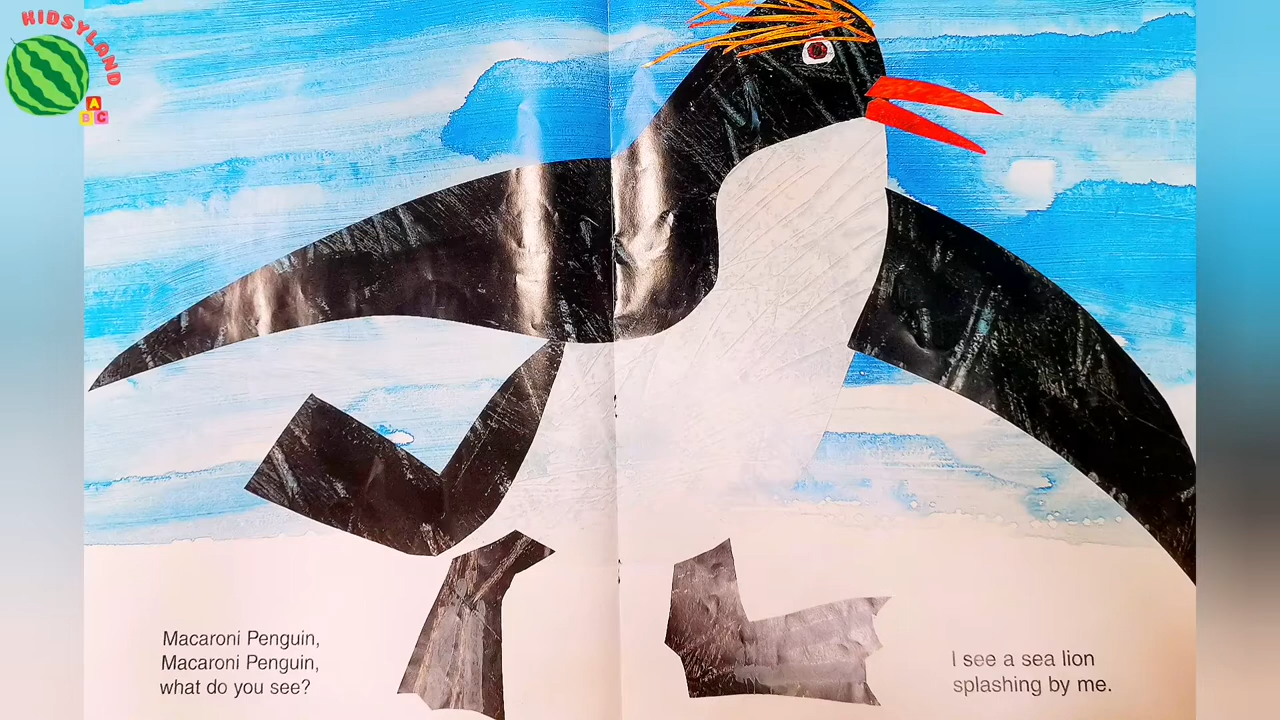 KIDSYLAND
A
B C
Macaroni Penguin,
Macaroni Penguin,
what do you see?
I see a sea lion
splashing by me.